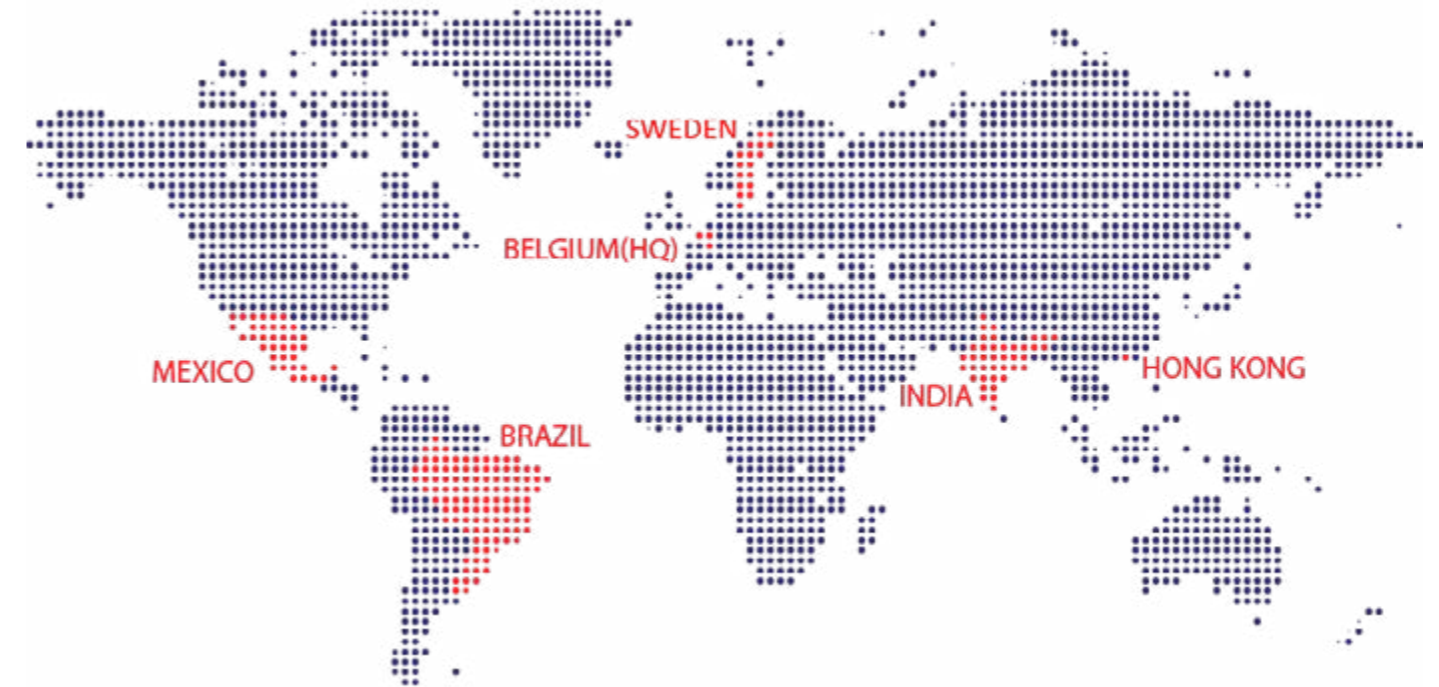 SWEDEN
BELGIUM(HQ)
MEXICO
HONG KONG
INDIA
BRAZIL